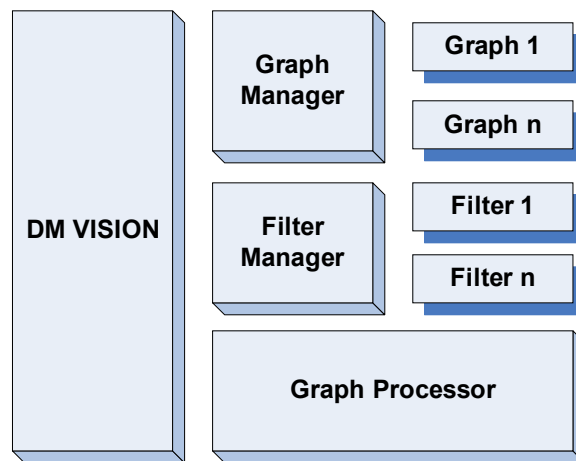 DM VISION
Graph
Manager
Graph 1
Graph n
Filter
Manager
Filter 1
Filter n
Graph Processor